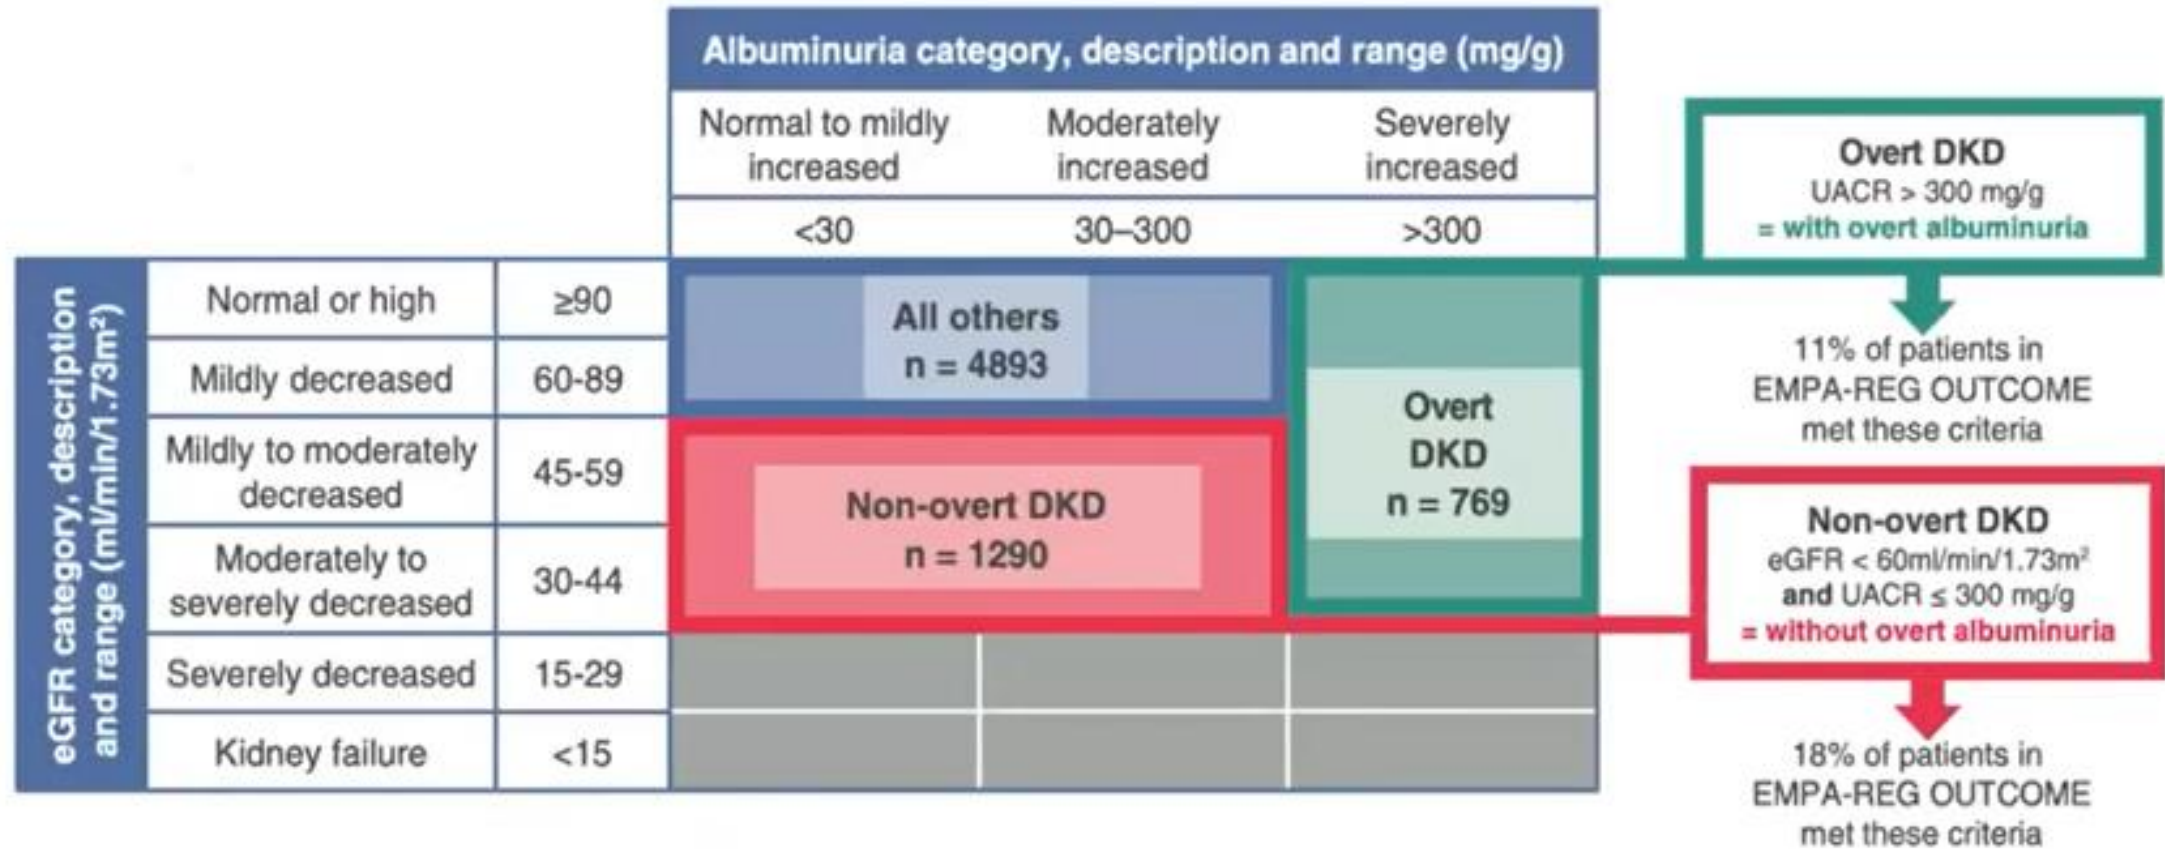 Albuminuria category, description and range (mg/g)
Normal to mildly
increased
Moderately
increased
Severely
increased
<30
30–300
>300
eGFR category, description
and range (ml/min/1.73m²)
Normal or high
≥90
Mildly decreased
60-89
Mildly to moderately
decreased
45-59
Moderately to
severely decreased
30-44
Severely decreased
15-29
Kidney failure
<15
All others
n = 4893
Non-overt DKD
n = 1290
Overt
DKD
n = 769
Overt DKD
UACR > 300 mg/g
= with overt albuminuria
11% of patients in
EMPA-REG OUTCOME
met these criteria
Non-overt DKD
eGFR < 60ml/min/1.73m²
and UACR ≤ 300 mg/g
= without overt albuminuria
18% of patients in
EMPA-REG OUTCOME
met these criteria